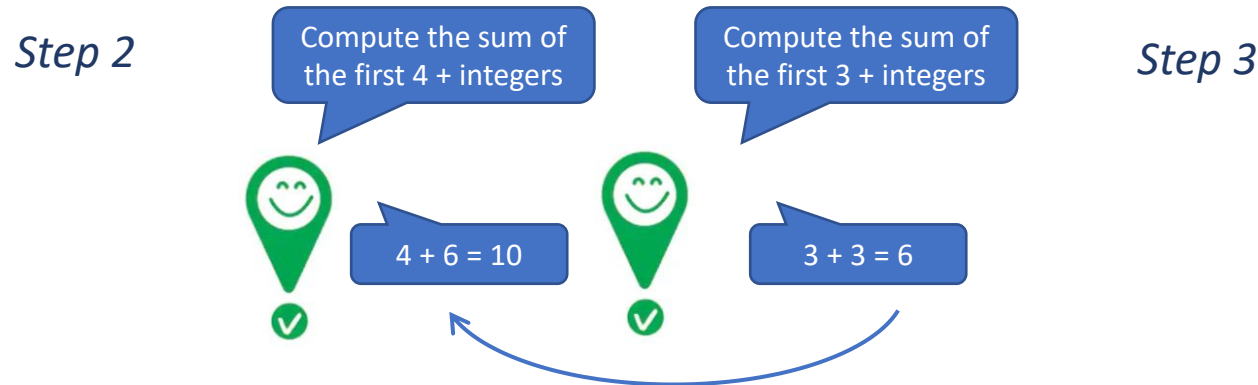 Step 2
Compute the sum of
the first 4 + integers
Compute the sum of
the first 3 + integers
Step 3
4 + 6 = 10
3 + 3 = 6